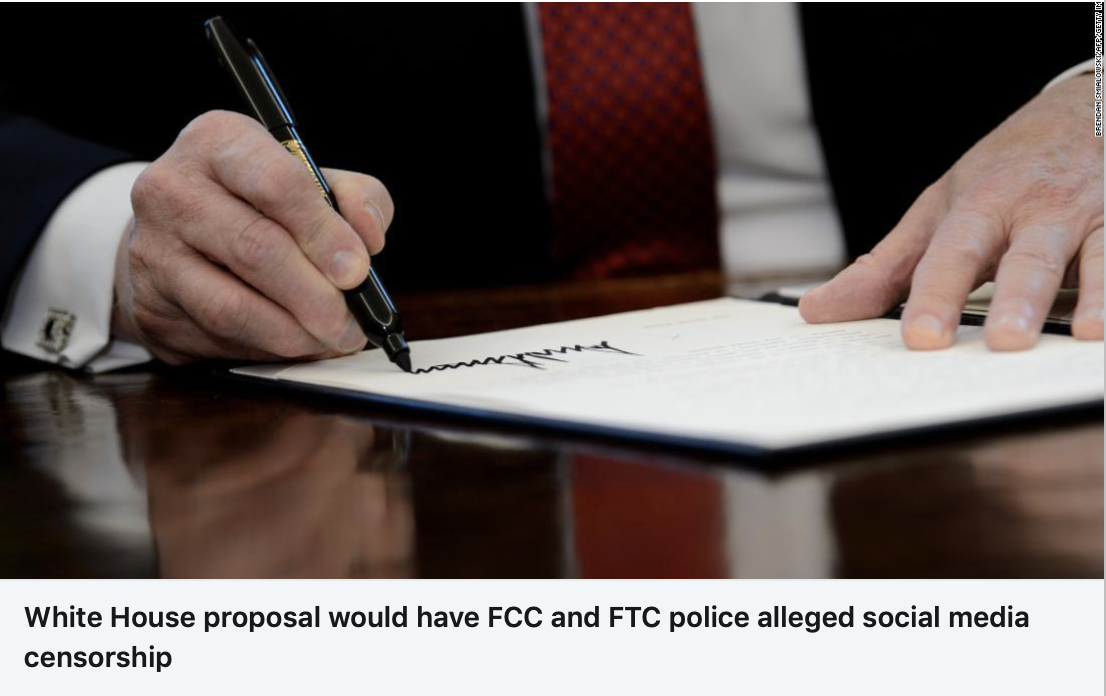 BRENDAN SMIALOWSKI/AFP/GETTY IM
White House proposal would have FCC and FTC police alleged social media
censorship